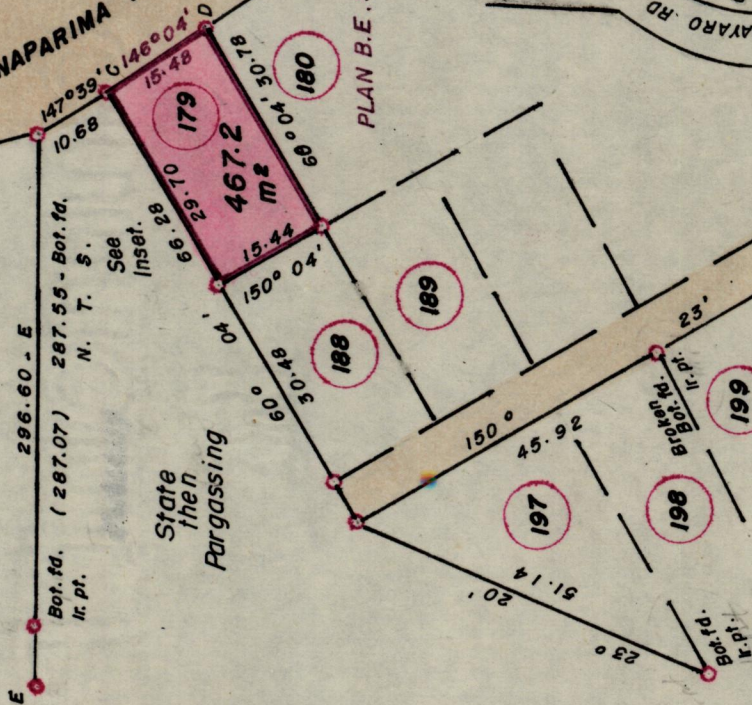 NAPARIMA
AYARO RD
PLAN B.E.
D
C
147°39'
10.68
146°04'
15.48
179
467.2
m²
60°04' 30.78
180
29.70
66.28
15.44
150° 04'
See
Inset.
287.55 - Bot. fd.
N. T. S.
296.60 - E
( 287.07 )
Bot. fd.
Ir. pt.
E
04'
60°
30.48
188
189
State
then
Pargassing
150°
45.92
23'
Broken
Bot. fd.
Ir. pt.
199
198
197
51.14
20'
23°
Bot. fd.
Ir. pt.